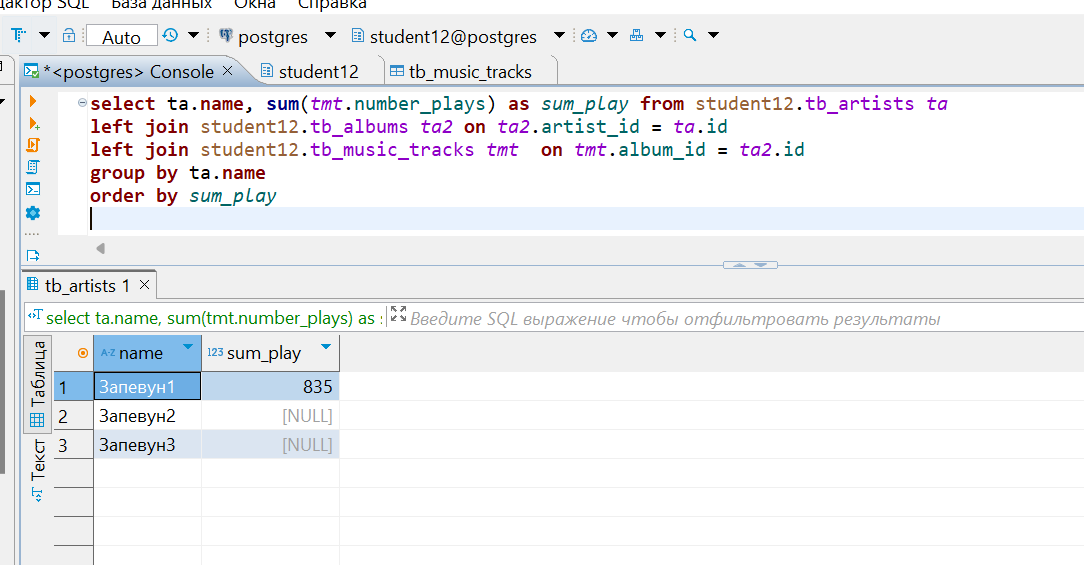 База данных Окна Справка
Auto postgres student12@postgres
*<postgres> Console student12 tb_music_tracks
select ta.name, sum(tmt.number_plays) as sum_play from student12.tb_artists ta
left join student12.tb_albums ta2 on ta2.artist_id = ta.id
left join student12.tb_music_tracks tmt on tmt.album_id = ta2.id
group by ta.name
order by sum_play
tb_artists 1
select ta.name, sum(tmt.number_plays) as Введите SQL выражение чтобы отфильтровать результаты
Таблица
Текст
A-Z name 123 sum_play
1 Запевун1 835
2 Запевун2 [NULL]
3 Запевун3 [NULL]